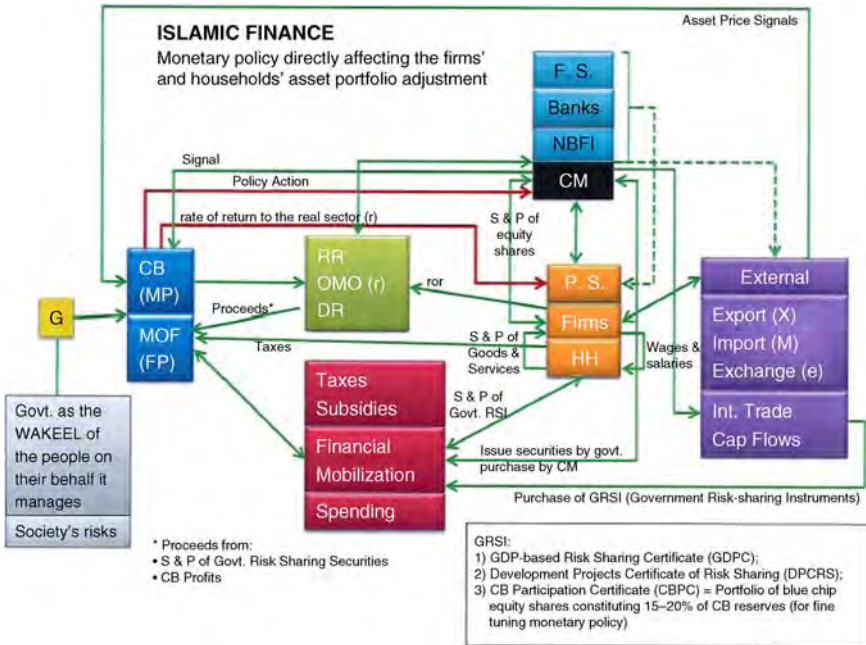 Asset Price Signals
ISLAMIC FINANCE
Monetary policy directly affecting the firms'
and households' asset portfolio adjustment
F. S.
Banks
NBFI
CM
Signal
Policy Action
rate of return to the real sector (r)
S & P of
equity
shares
CB
(MP)
MOF
(FP)
G
RR
OMO (r)
DR
ror
Proceeds*
Taxes
P. S.
Firms
HH
S & P of
Goods &
Services
Wages &
salaries
External
Export (X)
Import (M)
Exchange (e)
Int. Trade
Cap Flows
Govt. as the
WAKEEL of
the people on
their behalf it
manages
Society's risks
Taxes
Subsidies
Financial
Mobilization
Spending
S & P of
Govt. RSI
Issue securities by govt.
purchase by CM
Purchase of GRSI (Government Risk-sharing Instruments)
* Proceeds from:
• S & P of Govt. Risk Sharing Securities
• CB Profits
GRSI:
1) GDP-based Risk Sharing Certificate (GDPC);
2) Development Projects Certificate of Risk Sharing (DPCRS);
3) CB Participation Certificate (CBPC) = Portfolio of blue chip
equity shares constituting 15–20% of CB reserves (for fine
tuning monetary policy)